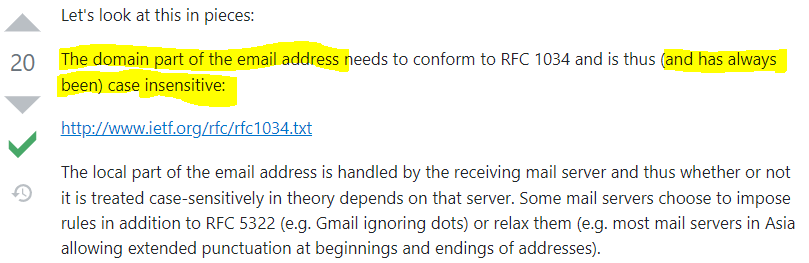 Let's look at this in pieces:
20
The domain part of the email address needs to conform to RFC 1034 and is thus (and has always
been) case insensitive:
http://www.ietf.org/rfc/rfc1034.txt
The local part of the email address is handled by the receiving mail server and thus whether or not
it is treated case-sensitively in theory depends on that server. Some mail servers choose to impose
rules in addition to RFC 5322 (e.g. Gmail ignoring dots) or relax them (e.g. most mail servers in Asia
allowing extended punctuation at beginnings and endings of addresses).